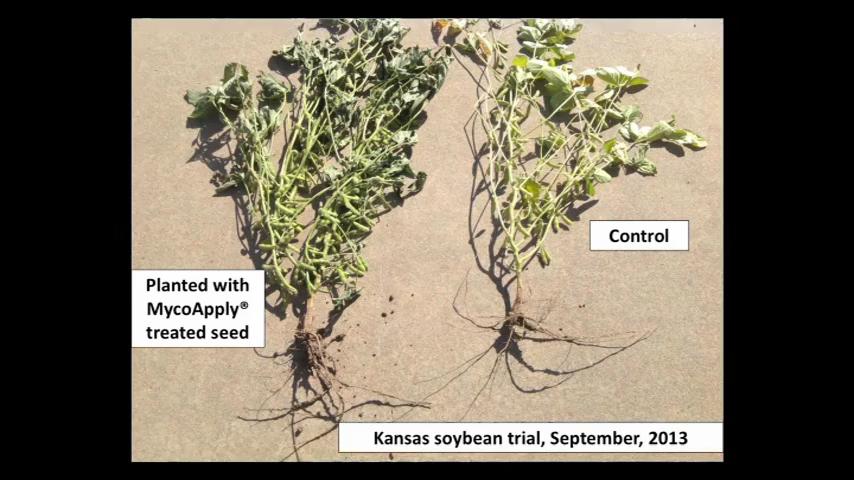 Control
Planted with
MycoApply®
treated seed
Kansas soybean trial, September, 2013